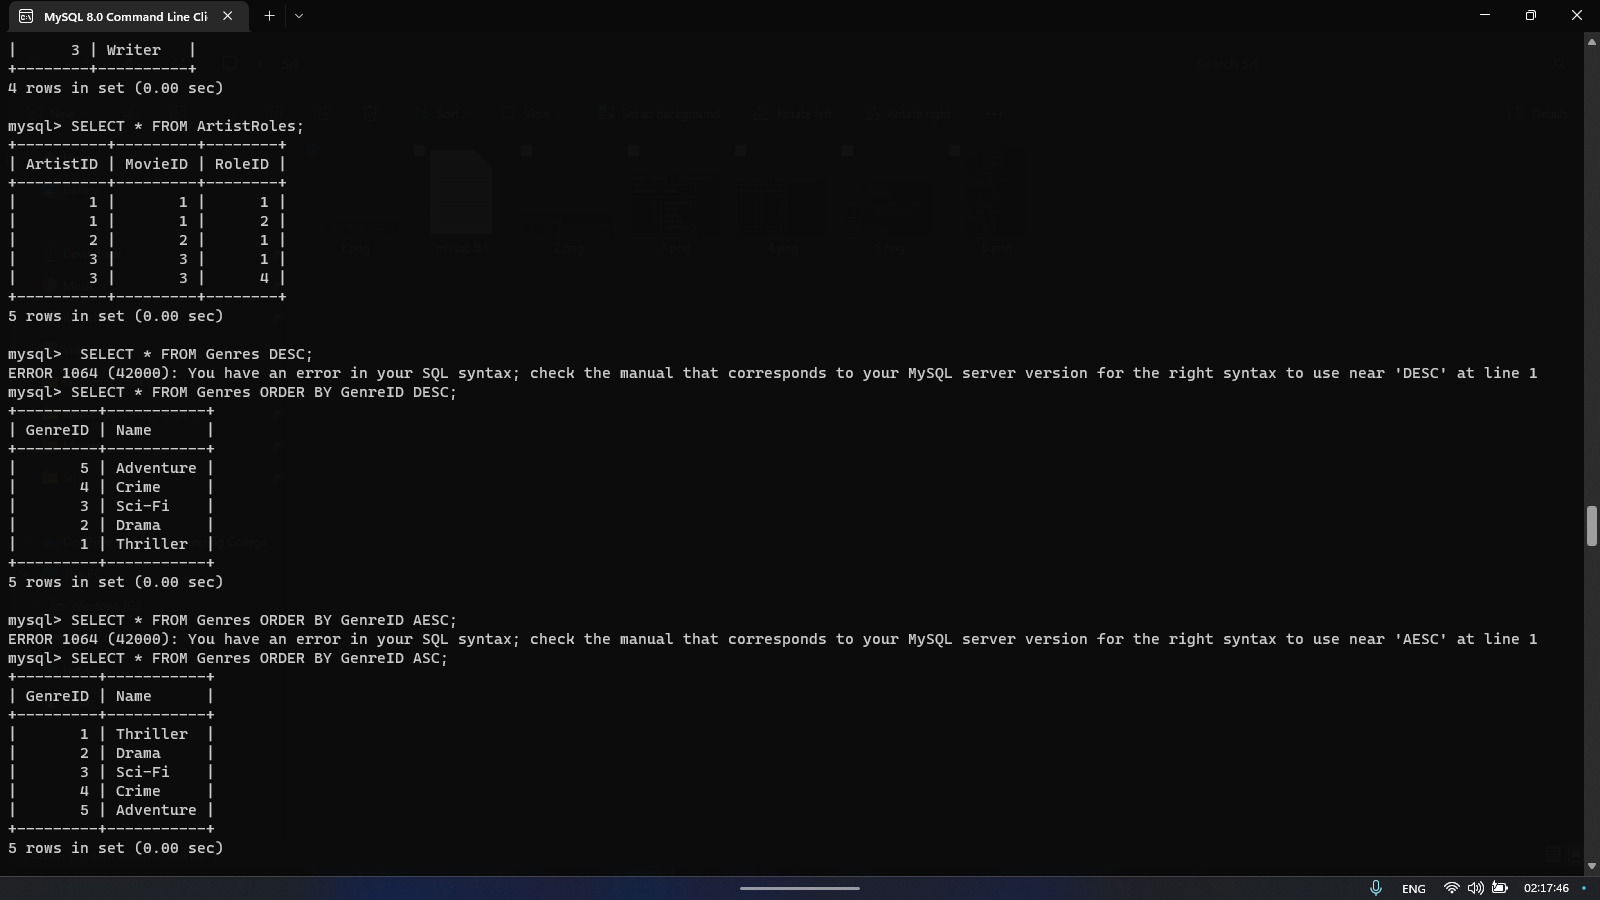 MySQL 8.0 Command Line Cli
|      3 | Writer   |
+--------+----------+
4 rows in set (0.00 sec)
mysql> SELECT * FROM ArtistRoles;
+----------+---------+--------+
| ArtistID | MovieID | RoleID |
+----------+---------+--------+
|        1 |       1 |      1 |
|        1 |       1 |      2 |
|        2 |       2 |      1 |
|        3 |       3 |      1 |
|        3 |       3 |      4 |
+----------+---------+--------+
5 rows in set (0.00 sec)
mysql>  SELECT * FROM Genres DESC;
ERROR 1064 (42000): You have an error in your SQL syntax; check the manual that corresponds to your MySQL server version for the right syntax to use near 'DESC' at line 1
mysql> SELECT * FROM Genres ORDER BY GenreID DESC;
+---------+-----------+
| GenreID | Name      |
+---------+-----------+
|       5 | Adventure |
|       4 | Crime     |
|       3 | Sci-Fi    |
|       2 | Drama     |
|       1 | Thriller  |
+---------+-----------+
5 rows in set (0.00 sec)
mysql> SELECT * FROM Genres ORDER BY GenreID AESC;
ERROR 1064 (42000): You have an error in your SQL syntax; check the manual that corresponds to your MySQL server version for the right syntax to use near 'AESC' at line 1
mysql> SELECT * FROM Genres ORDER BY GenreID ASC;
+---------+-----------+
| GenreID | Name      |
+---------+-----------+
|       1 | Thriller  |
|       2 | Drama     |
|       3 | Sci-Fi    |
|       4 | Crime     |
|       5 | Adventure |
+---------+-----------+
5 rows in set (0.00 sec)
ENG
02:17:46